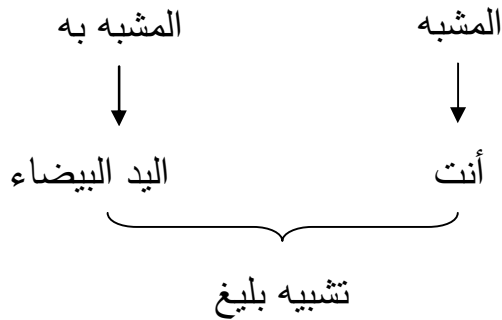 المشبه المشبه به
أنت اليد البيضاء
تشبيه بليغ